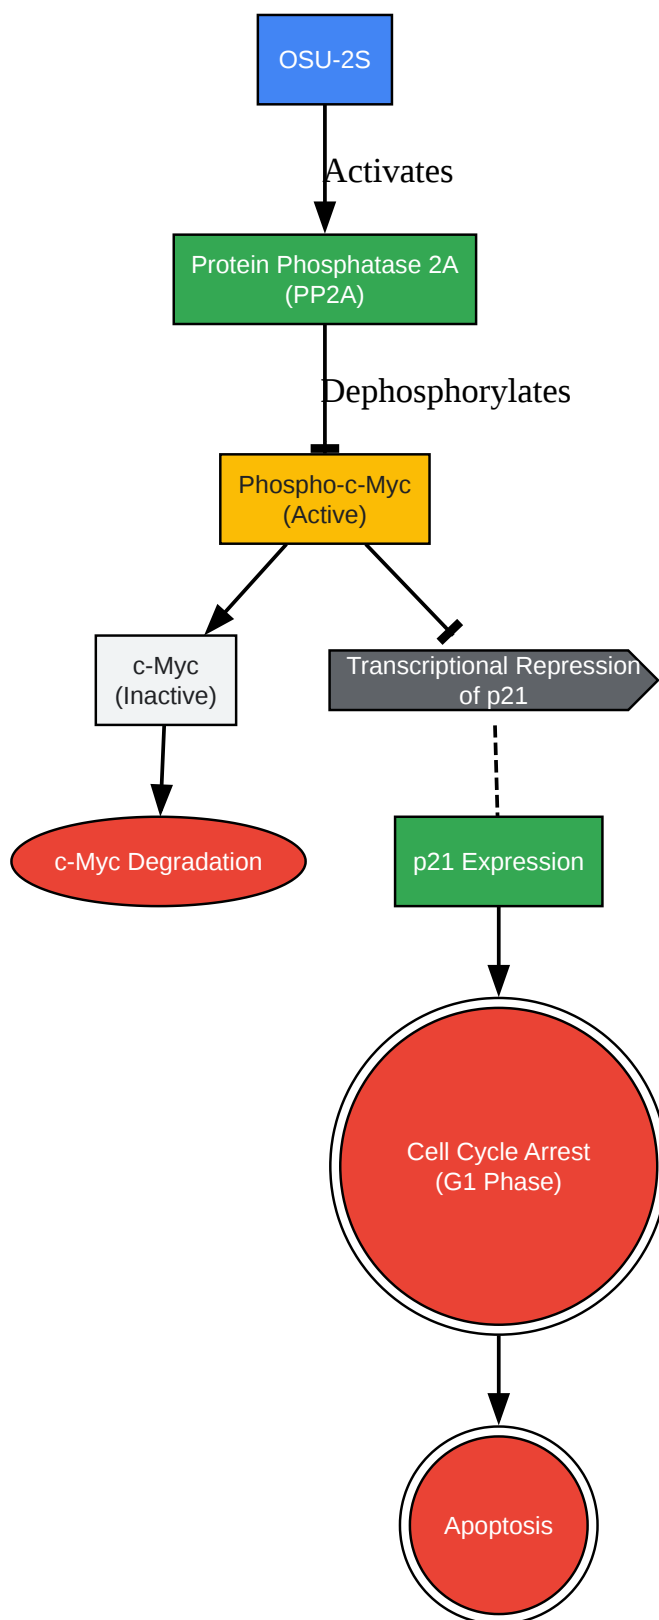 OSU-2S
Activates
Protein Phosphatase 2A
(PP2A)
Dephosphorylates
Phospho-c-Myc
(Active)
c-Myc
(Inactive)
Transcriptional Repression
of p21
c-Myc Degradation
p21 Expression
Cell Cycle Arrest
(G1 Phase)
Apoptosis